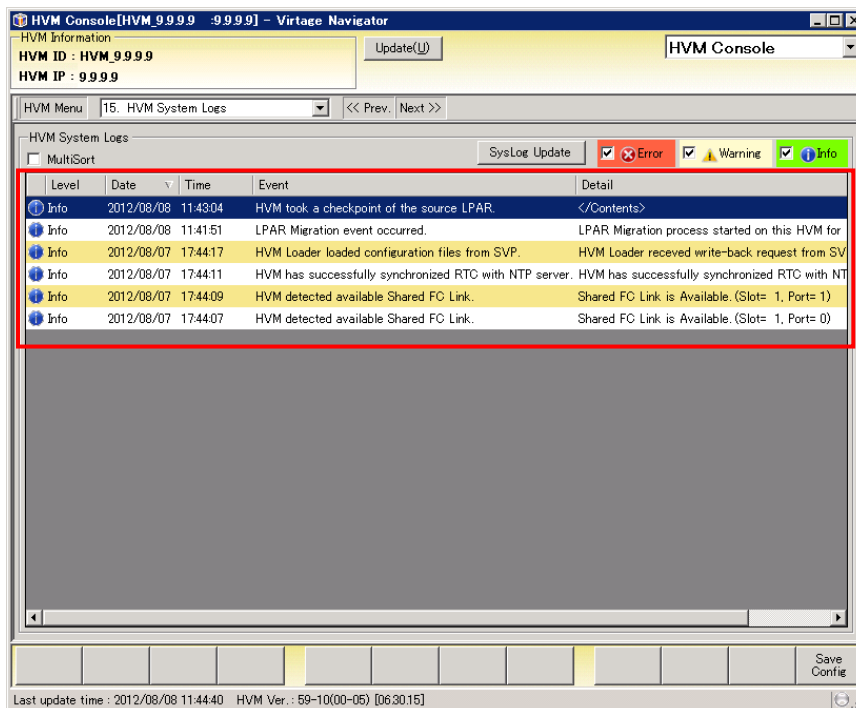 HVM Console[HVM_9.9.9.9 :9.9.9.9] - Virtage Navigator
HVM Information
HVM ID : HVM_9.9.9.9
HVM IP : 9.9.9.9
Update(U)
HVM Console
HVM Menu 15. HVM System Logs << Prev. Next >>
HVM System Logs
MultiSort
SysLog Update Error Warning Info
Level Date Time Event Detail
Info 2012/08/08 11:43:04 HVM took a checkpoint of the source LPAR. </Contents>
Info 2012/08/08 11:41:51 LPAR Migration event occurred. LPAR Migration process started on this HVM for
Info 2012/08/07 17:44:17 HVM Loader loaded configuration files from SVP. HVM Loader receved write-back request from SV
Info 2012/08/07 17:44:11 HVM has successfully synchronized RTC with NTP server. HVM has successfully synchronized RTC with NT
Info 2012/08/07 17:44:09 HVM detected available Shared FC Link. Shared FC Link is Available. (Slot= 1, Port= 1)
Info 2012/08/07 17:44:07 HVM detected available Shared FC Link. Shared FC Link is Available. (Slot= 1, Port= 0)
Save
Config
Last update time : 2012/08/08 11:44:40 HVM Ver. : 59-10(00-05) [06.30.15]